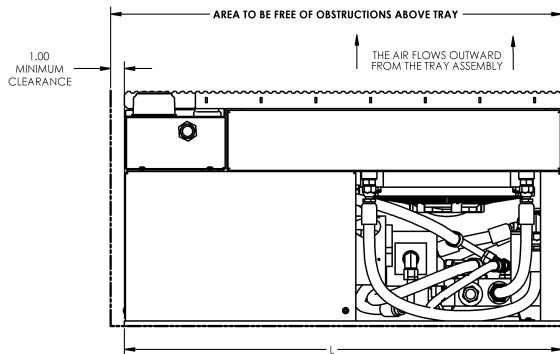 AREA TO BE FREE OF OBSTRUCTIONS ABOVE TRAY
1.00
MINIMUM
CLEARANCE
THE AIR FLOWS OUTWARD
FROM THE TRAY ASSEMBLY
L